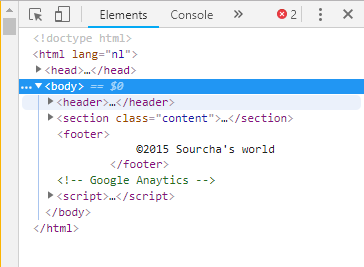 Elements
»
2
<!doctype html>
<html lang="nl">
<head>…</head>
… <body> == $0
<header>…</header>
<section class="content">…</section>
<footer>
©2015 Sourcha's world
</footer>
<!-- Google Anaytics -->
<script>…</script>
</body>
</html>